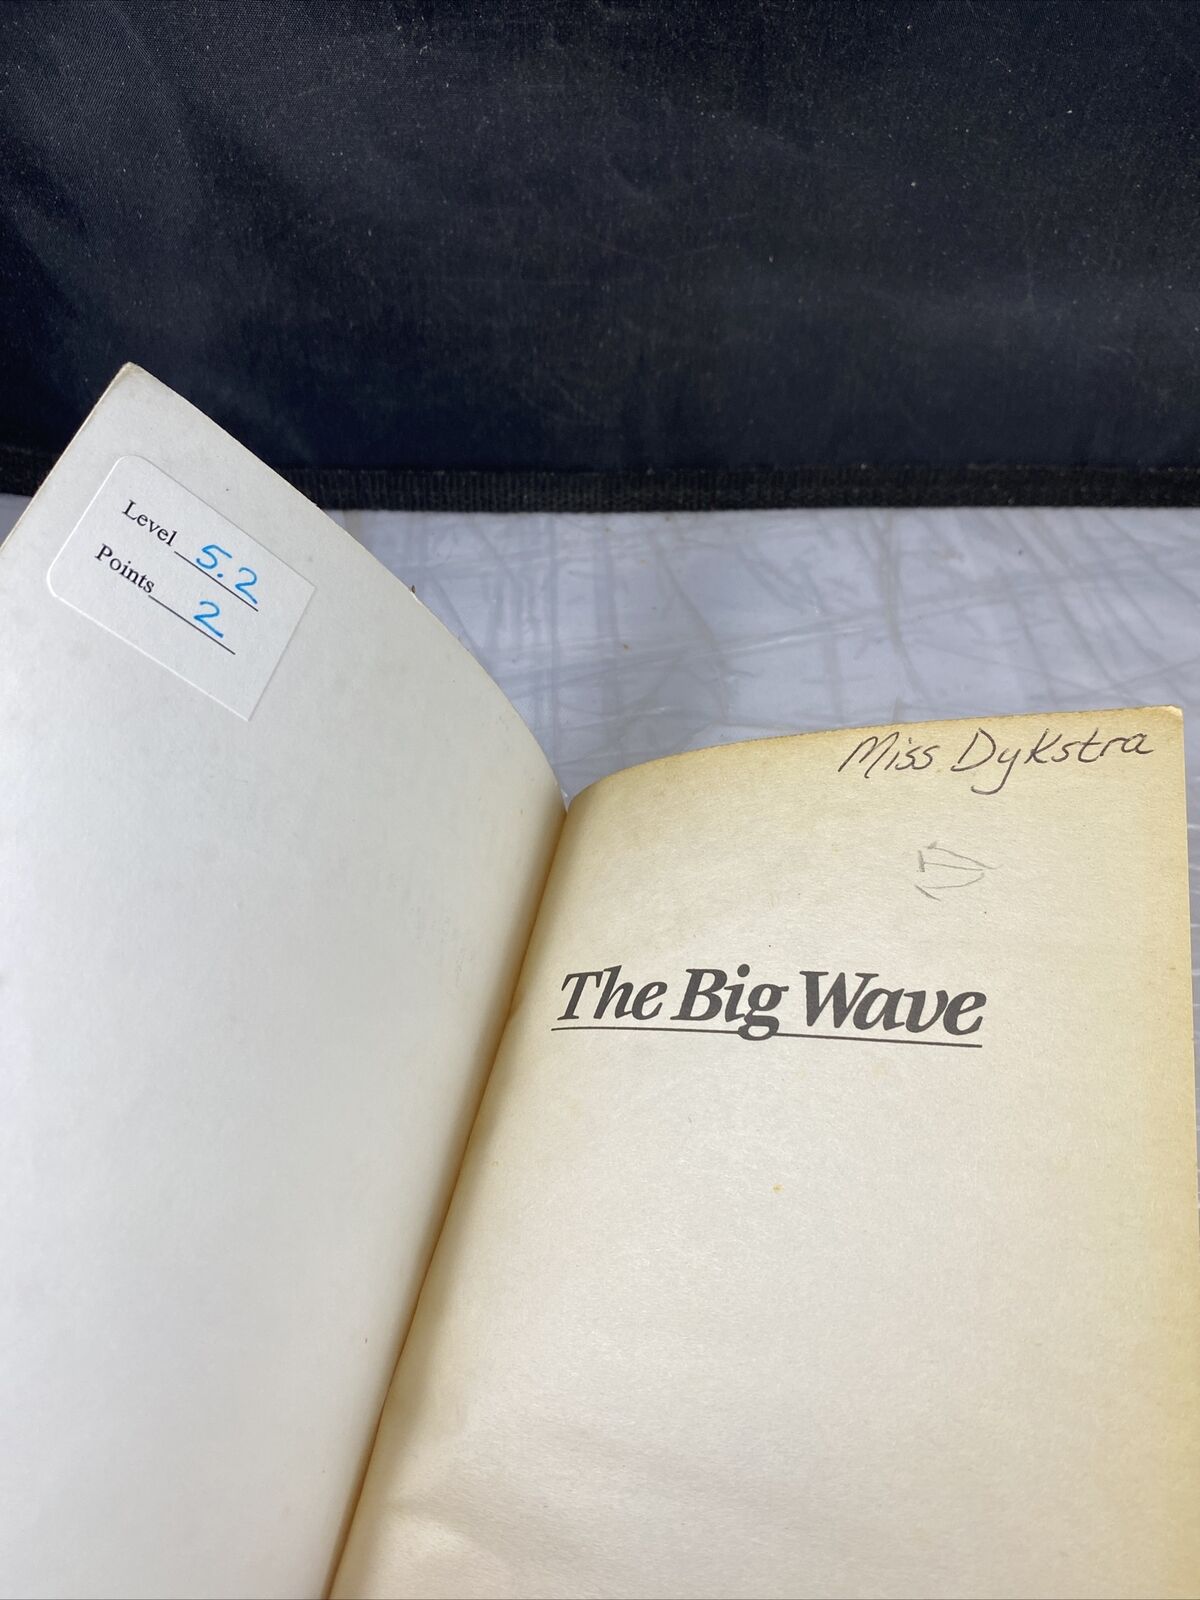 Level 5.2
Points 2
Miss Dykstra
The Big Wave